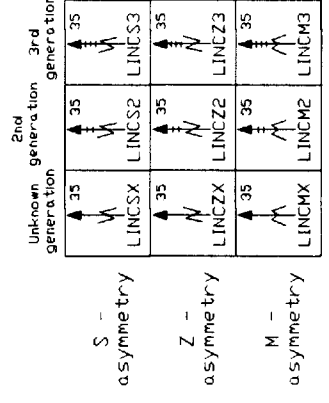 Unknown generation
2nd generation
3rd generation
S - asymmetry
35
LINCSX
35
LINCS2
35
LINCS3
Z - asymmetry
35
LINCZX
35
LINCZ2
35
LINCZ3
M - asymmetry
35
LINCMX
35
LINCM2
35
LINCM3